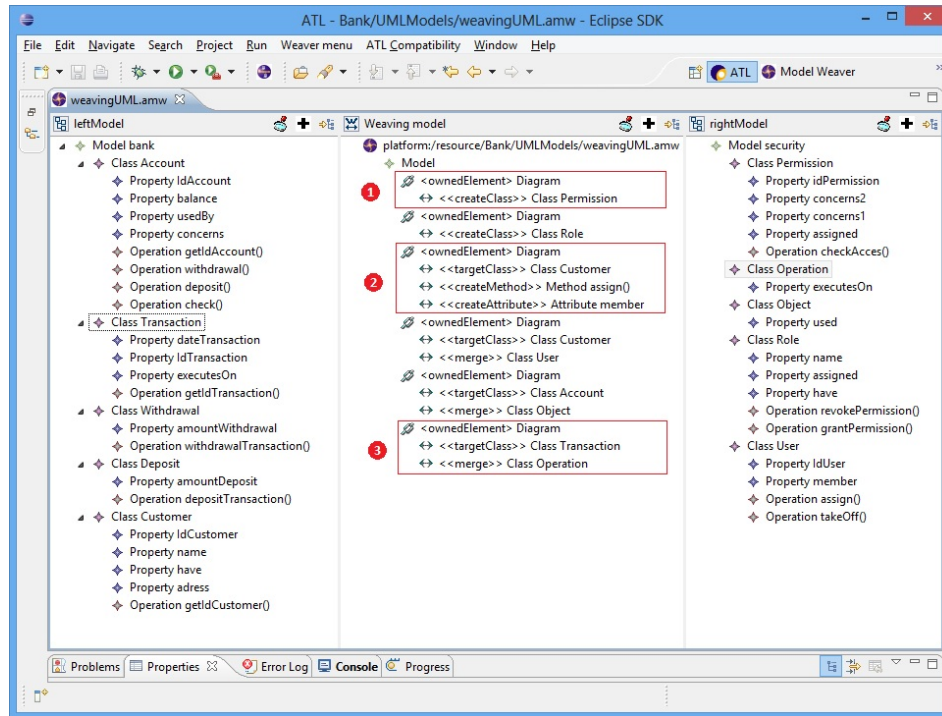 ATL - Bank/UMLModels/weavingUML.amw - Eclipse SDK
File Edit Navigate Search Project Run Weaver menu ATL Compatibility Window Help
ATL Model Weaver
weavingUML.amw
leftModel
Model bank
Class Account
Property IdAccount
Property balance
Property usedBy
Property concerns
Operation getIdAccount()
Operation withdrawal()
Operation deposit()
Operation check()
Class Transaction
Property dateTransaction
Property IdTransaction
Property executesOn
Operation getIdTransaction()
Class Withdrawal
Property amountWithdrawal
Operation withdrawalTransaction()
Class Deposit
Property amountDeposit
Operation depositTransaction()
Class Customer
Property IdCustomer
Property name
Property have
Property adress
Operation getIdCustomer()
Weaving model
platform:/resource/Bank/UMLModels/weavingUML.amw
Model
1
<ownedElement> Diagram
<<createClass>> Class Permission
<ownedElement> Diagram
<<createClass>> Class Role
2
<ownedElement> Diagram
<<targetClass>> Class Customer
<<createMethod>> Method assign()
<<createAttribute>> Attribute member
<ownedElement> Diagram
<<targetClass>> Class Customer
<<merge>> Class User
<ownedElement> Diagram
<<targetClass>> Class Account
<<merge>> Class Object
3
<ownedElement> Diagram
<<targetClass>> Class Transaction
<<merge>> Class Operation
rightModel
Model security
Class Permission
Property idPermission
Property concerns2
Property concerns1
Property assigned
Operation checkAcces()
Class Operation
Property executesOn
Class Object
Property used
Class Role
Property name
Property assigned
Property have
Operation revokePermission()
Operation grantPermission()
Class User
Property IdUser
Property member
Operation assign()
Operation takeOff()
Problems Properties Error Log Console Progress